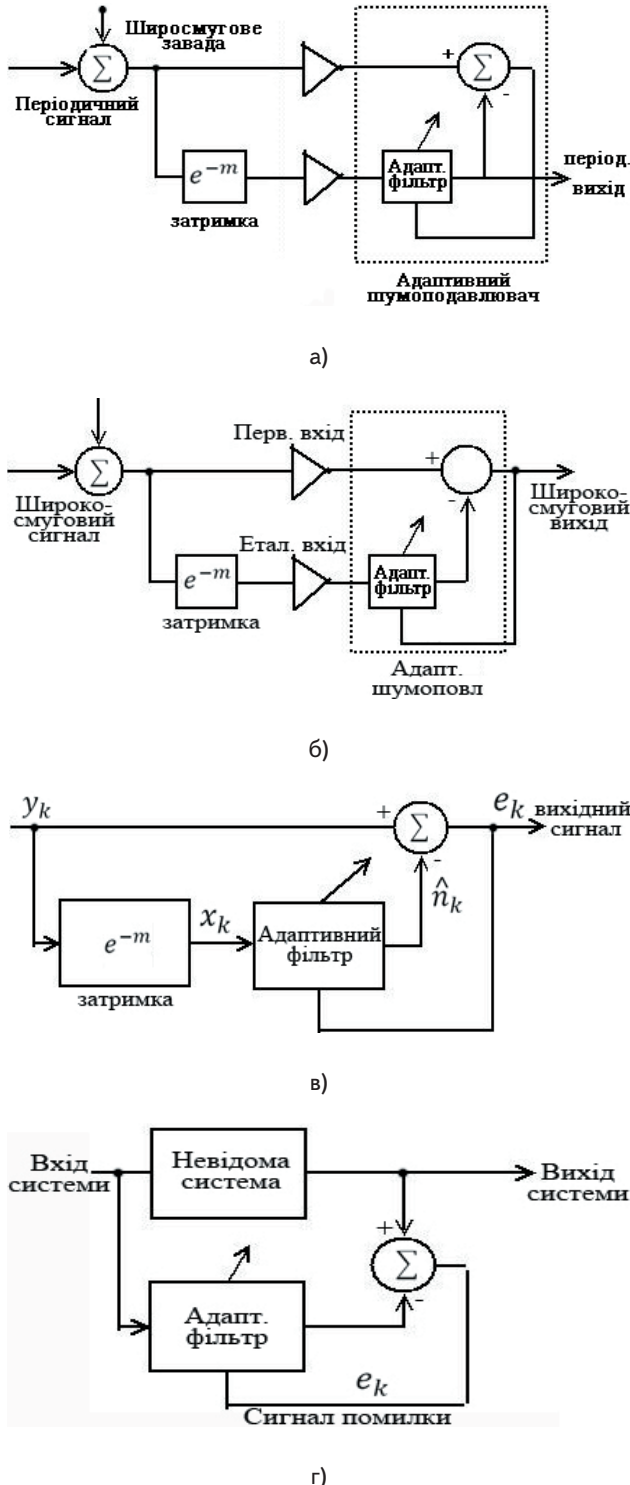 Широсмугове
завада
Σ
Періодичний
сигнал
+
Σ
-
e^{-m}
затримка
Адапт.
фільтр
період.
вихід
Адаптивний
шумоподавлювач
а)
Перв. вхід
Σ
+
-
Широко-
смуговий
сигнал
Широко-
смуговий
вихід
Етал. вхід
e^{-m}
затримка
Адапт.
фільтр
Адапт.
шумоповл
б)
y_k
+
Σ
-
e_k вихідний
сигнал
n̂_k
e^{-m}
x_k
Адаптивний
фільтр
затримка
в)
Вхід
системи
Невідома
система
Вихід
системи
+
Σ
-
Адапт.
фільтр
e_k
Сигнал помилки
г)